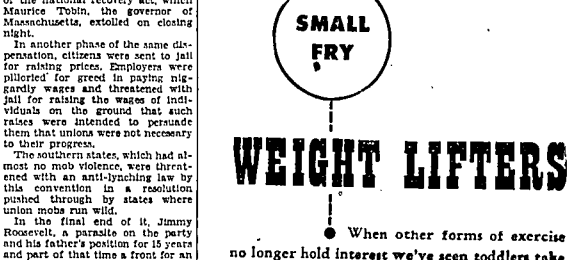 of the national recovery act, which
Maurice Tobin, the governor of
Massachusetts, extolled on closing
night.
In another phase of the same dis-
pensation, citizens were sent to jail
for raising prices. Employers were
pilloried for greed in paying nig-
gardly wages and threatened with
jail for raising the wages of indi-
viduals on the ground that such
raises were intended to persuade
them that unions were not necessary
to their progress.
The southern states, which had al-
most no mob violence, were threat-
ened with an anti-lynching law by
this convention in a resolution
pushed through by states where
union mobs run wild.
In the final end of it, Jimmy
Roosevelt, a parasite on the party
and his father's position for 15 years
and part of that time a front for an
SMALL
FRY
WEIGHT LIFTERS
When other forms of exercise
no longer hold interest we've seen toddlers take